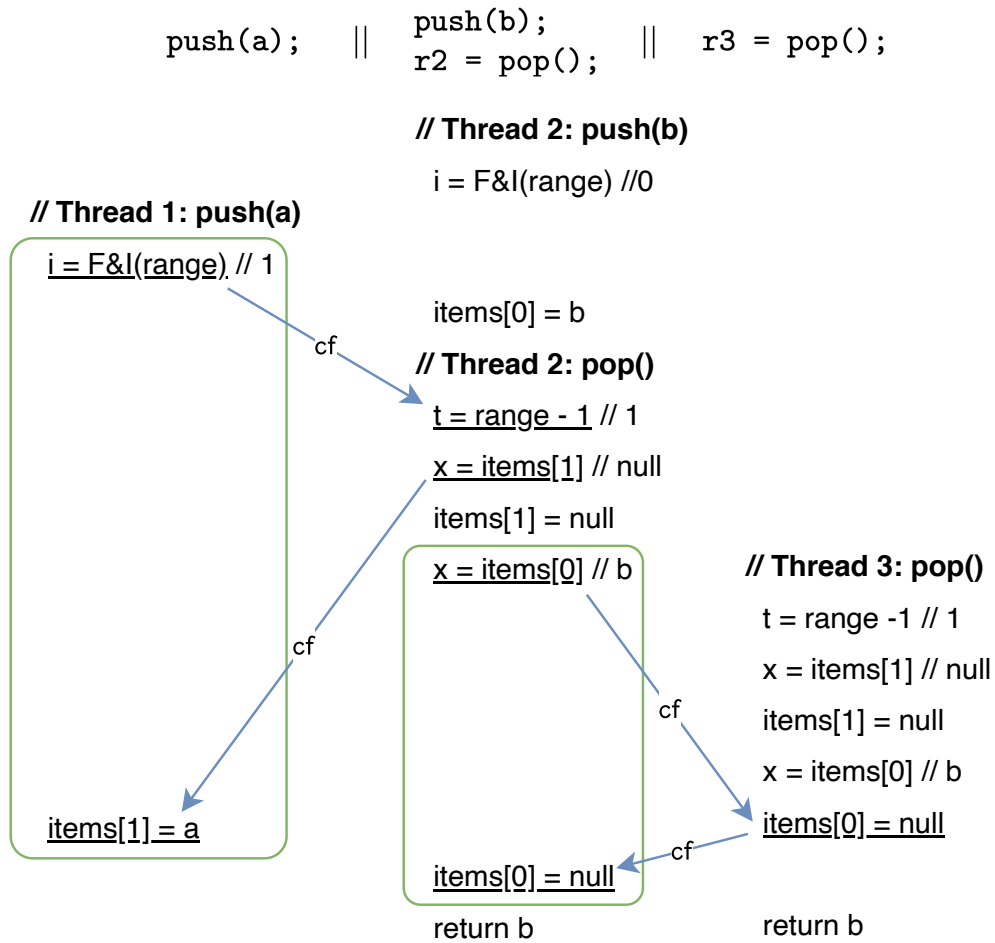 push(a); || push(b); || r3 = pop();
r2 = pop();
// Thread 2: push(b)
i = F&I(range) //0
// Thread 1: push(a)
i = F&I(range) // 1
items[0] = b
cf
// Thread 2: pop()
t = range - 1 // 1
x = items[1] // null
items[1] = null
x = items[0] // b
// Thread 3: pop()
t = range -1 // 1
cf
x = items[1] // null
cf
items[1] = null
x = items[0] // b
items[1] = a
items[0] = null
cf
items[0] = null
return b
return b